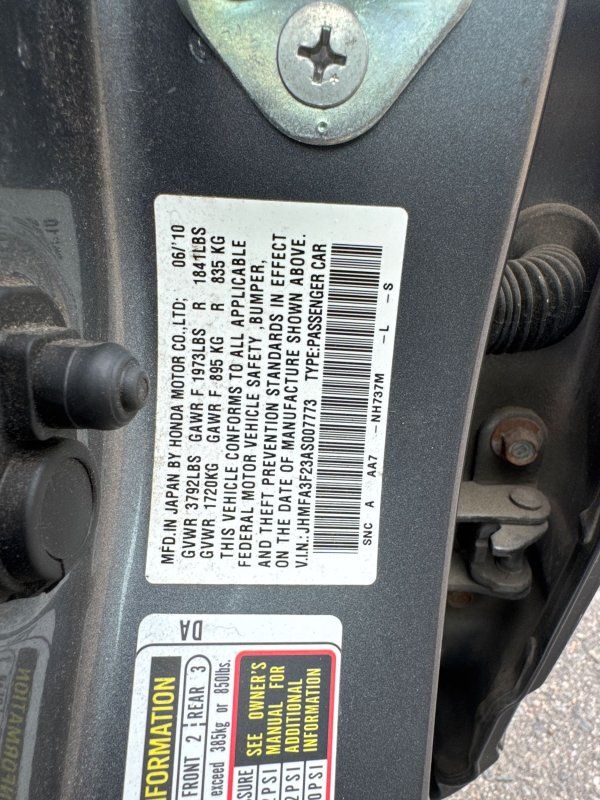 MFD.IN JAPAN BY HONDA MOTOR CO.,LTD; 06/'10
GVWR 3792LBS GAWR F 1973LBS R 1841LBS
GVWR 1720KG GAWR F 895 KG R 835 KG
THIS VEHICLE CONFORMS TO ALL APPLICABLE
FEDERAL MOTOR VEHICLE SAFETY ,BUMPER,
AND THEFT PREVENTION STANDARDS IN EFFECT
ON THE DATE OF MANUFACTURE SHOWN ABOVE.
V.I.N.:JHMFA3F23AS007773 TYPE:PASSENGER CAR
SNC A AA7 -NH737M -L -S
DA
INFORMATION
FRONT 2 REAR 3
exceed 385kg or 850lbs.
SEE OWNER'S
MANUAL FOR
ADDITIONAL
INFORMATION